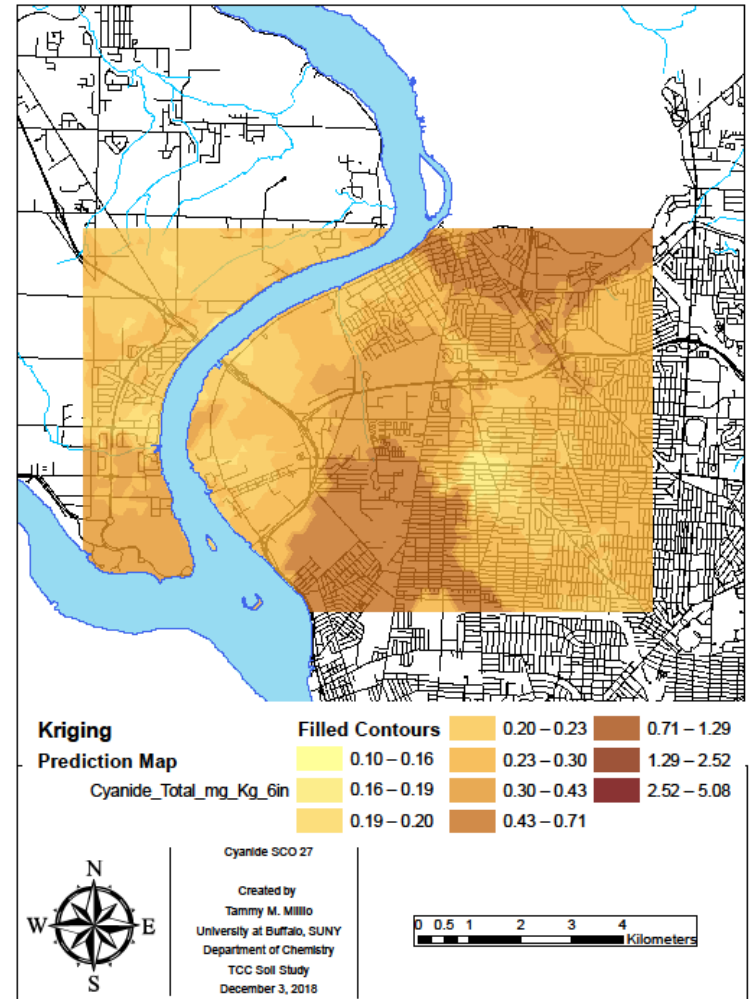 Kriging
Prediction Map
Cyanide_Total_mg_Kg_6in
Filled Contours
0.10 – 0.16
0.16 – 0.19
0.19 – 0.20
0.20 – 0.23
0.23 – 0.30
0.30 – 0.43
0.43 – 0.71
0.71 – 1.29
1.29 – 2.52
2.52 – 5.08
N
W E
S
Cyanide SCO 27
Created by
Tammy M. Milillo
University at Buffalo, SUNY
Department of Chemistry
TCC Soil Study
December 3, 2018
0 0.5 1 2 3 4
Kilometers